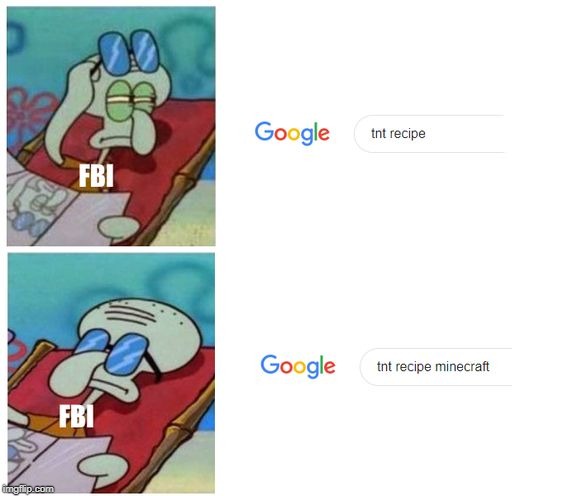 Google tnt recipe
FBI
Google tnt recipe minecraft
FBI
imgflip.com